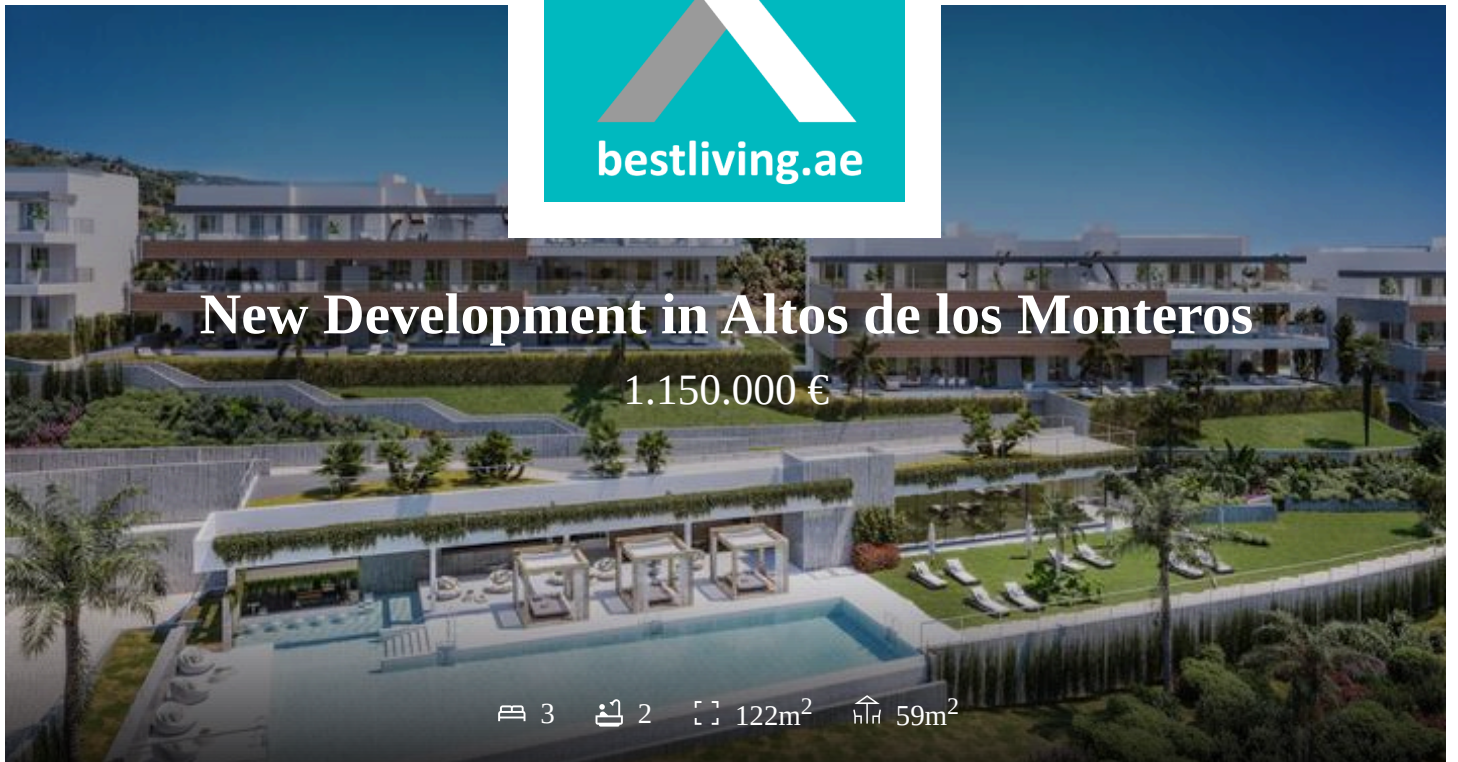 bestliving.ae
New Development in Altos de los Monteros
1.150.000 €
3 2 122m² 59m²